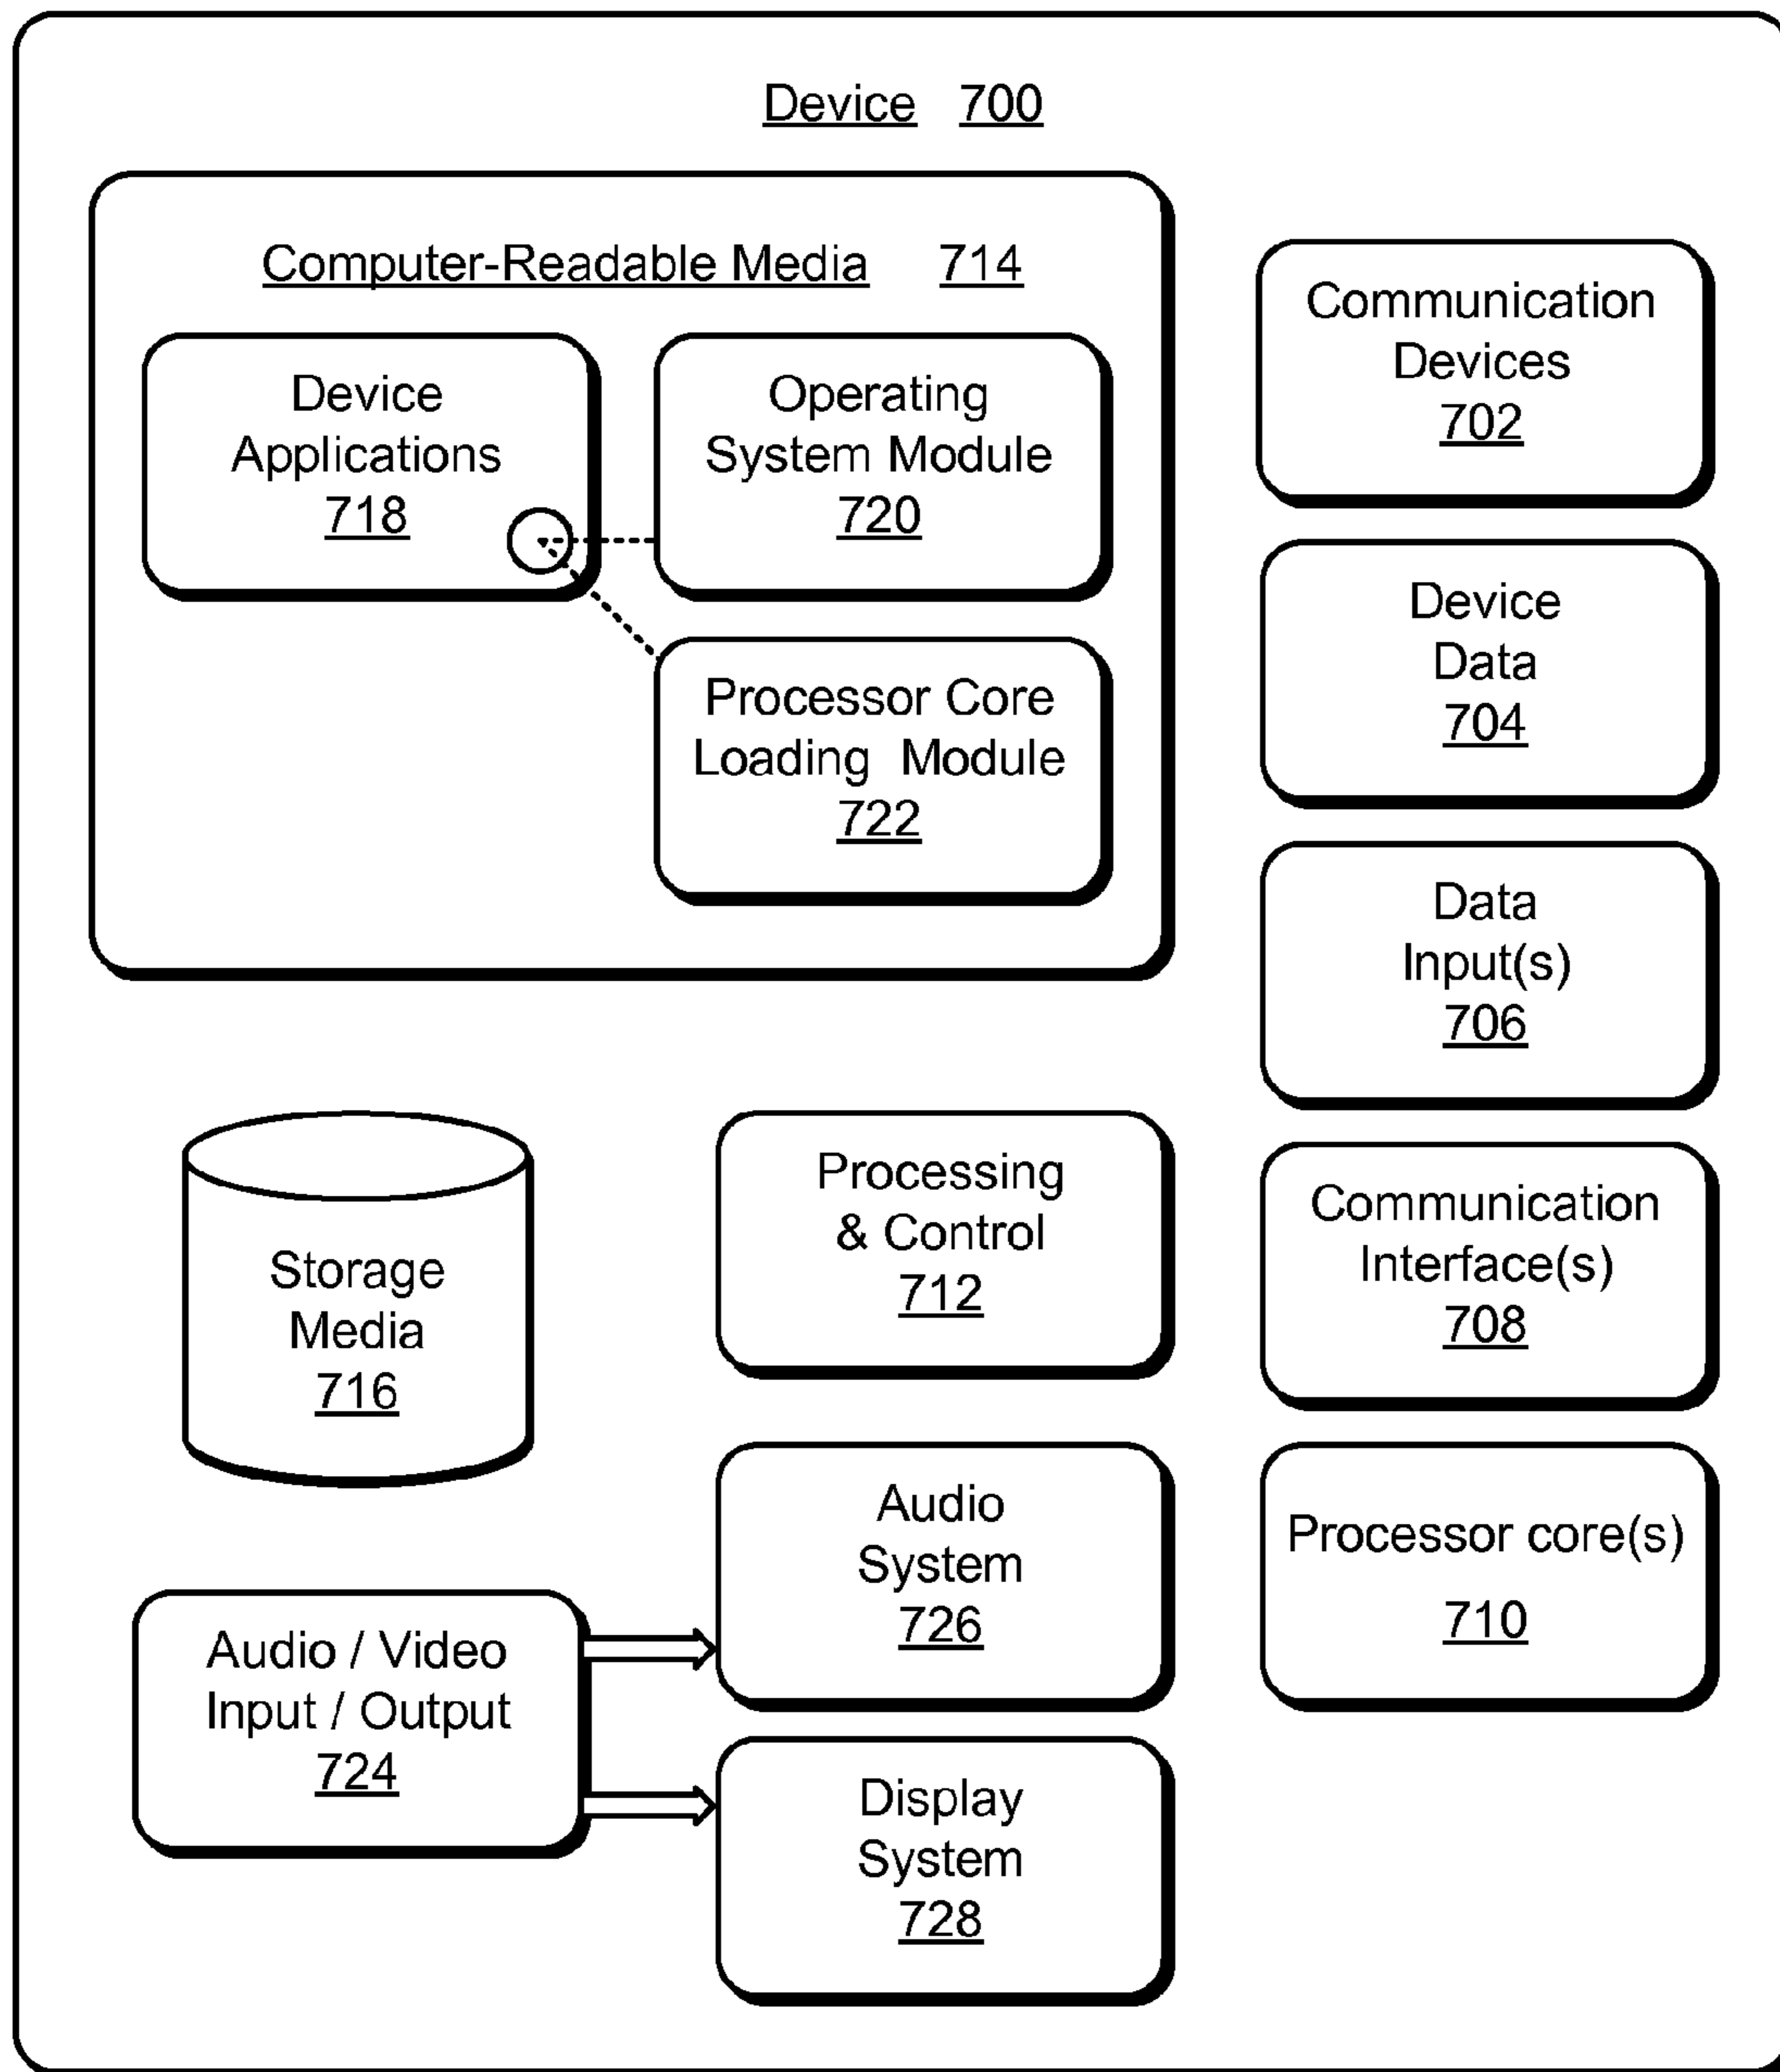 Device 700
Computer-Readable Media 714
Device
Applications
718
Operating
System Module
720
Processor Core
Loading Module
722
Communication
Devices
702
Device
Data
704
Data
Input(s)
706
Communication
Interface(s)
708
Processor core(s)
710
Storage
Media
716
Processing
& Control
712
Audio / Video
Input / Output
724
Audio
System
726
Display
System
728